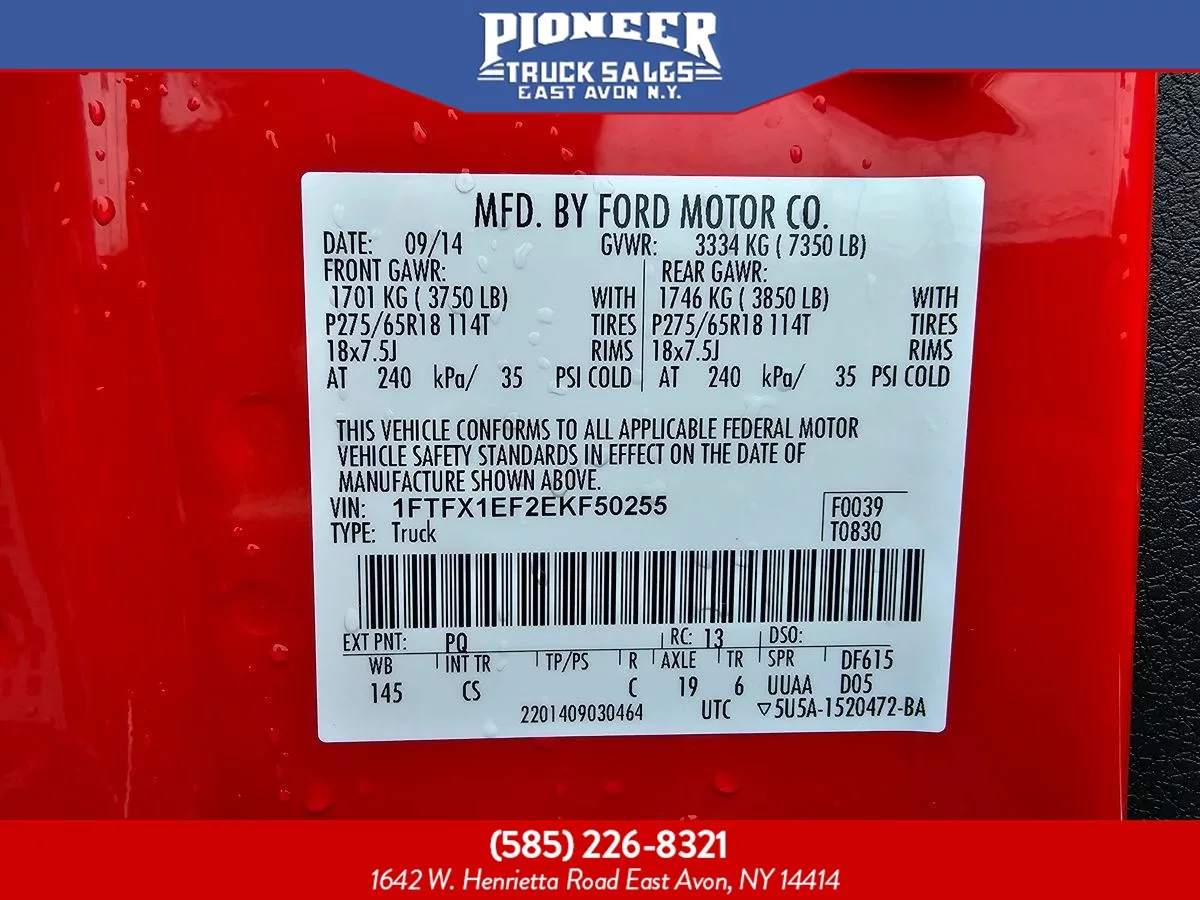 PIONEER
TRUCK SALES
EAST AVON N.Y.
MFD. BY FORD MOTOR CO.
DATE: 09/14 GVWR: 3334 KG ( 7350 LB)
FRONT GAWR: REAR GAWR:
1701 KG ( 3750 LB) WITH 1746 KG ( 3850 LB) WITH
P275/65R18 114T TIRES P275/65R18 114T TIRES
18x7.5J RIMS 18x7.5J RIMS
AT 240 kPa/ 35 PSI COLD AT 240 kPa/ 35 PSI COLD
THIS VEHICLE CONFORMS TO ALL APPLICABLE FEDERAL MOTOR
VEHICLE SAFETY STANDARDS IN EFFECT ON THE DATE OF
MANUFACTURE SHOWN ABOVE.
VIN: 1FTFX1EF2EKF50255 F0039
TYPE: Truck T0830
EXT PNT: PQ RC: 13 DSO:
WB INT TR TP/PS R AXLE TR SPR DF615
145 CS C 19 6 UUAA D05
2201409030464 UTC ▽5U5A-1520472-BA
(585) 226-8321
1642 W. Henrietta Road East Avon, NY 14414